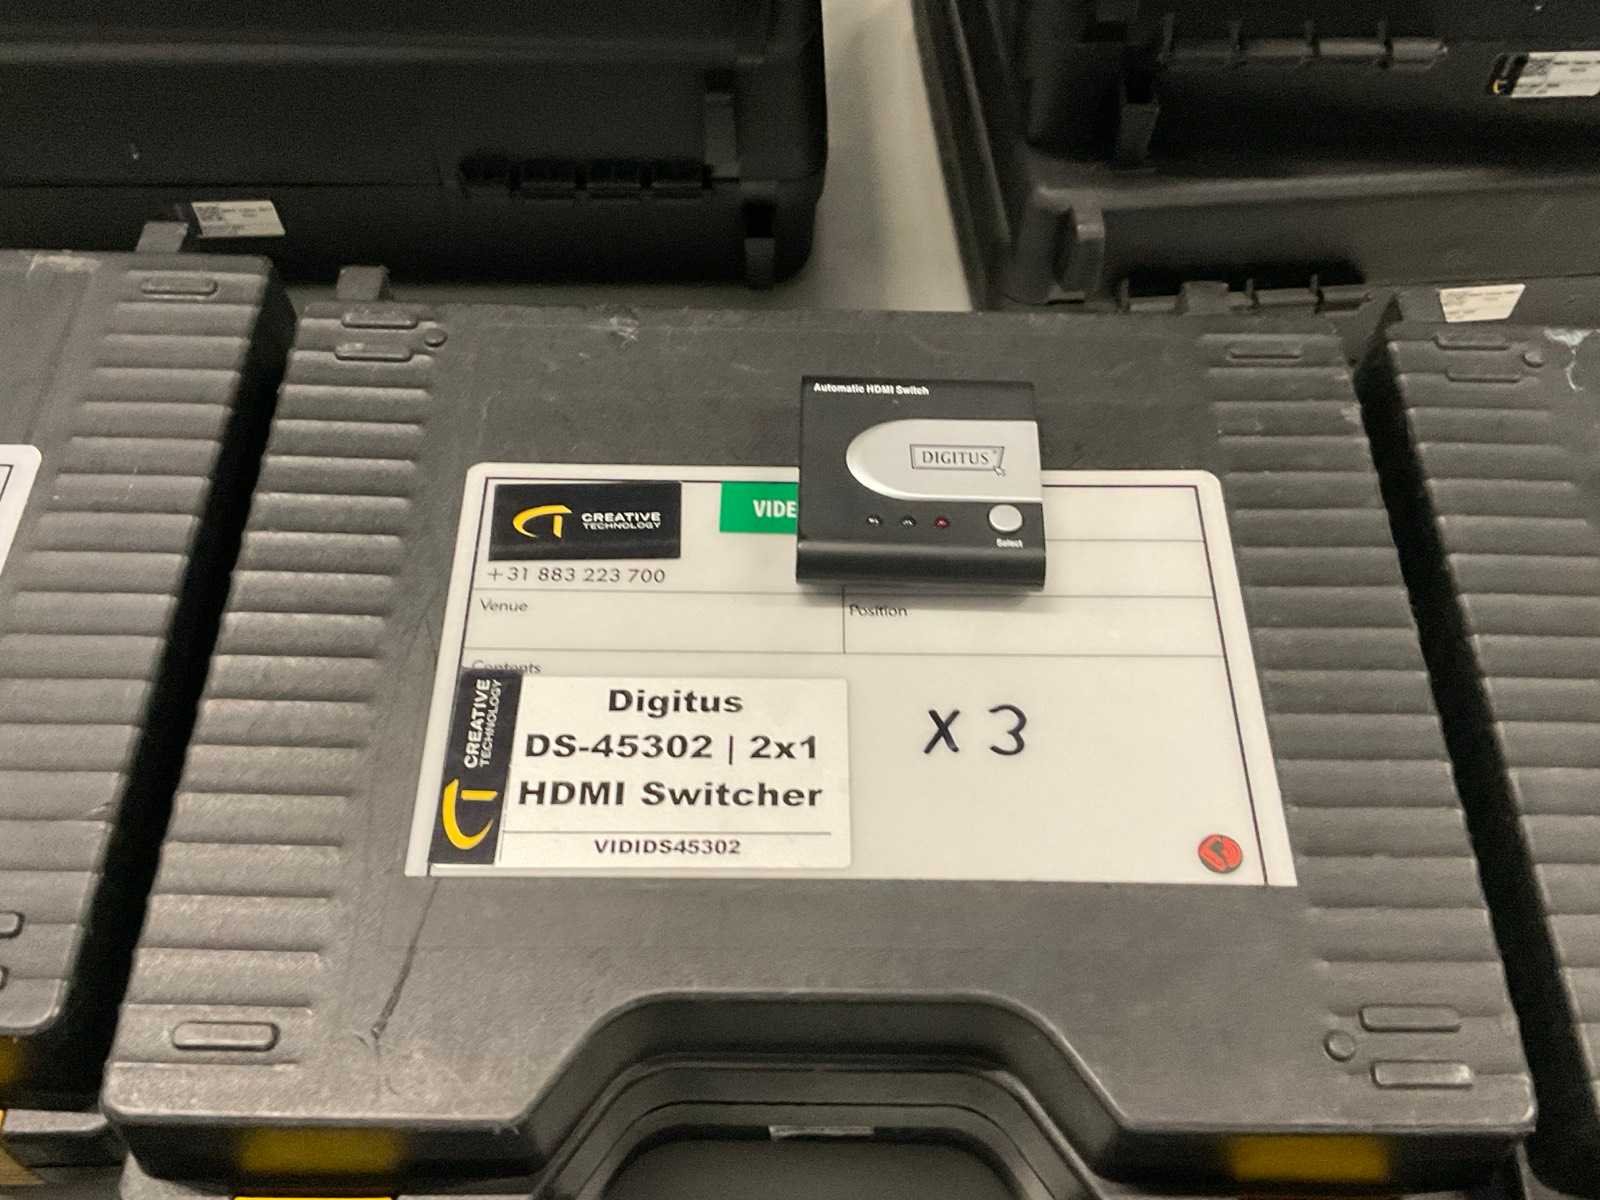 Automatic HDMI Switch
DIGITUS
Select
CREATIVE
TECHNOLOGY
VIDE
+31 883 223 700
Venue
Position
Contents
CREATIVE
TECHNOLOGY
Digitus
DS-45302 | 2x1
HDMI Switcher
VIDIDS45302
x 3